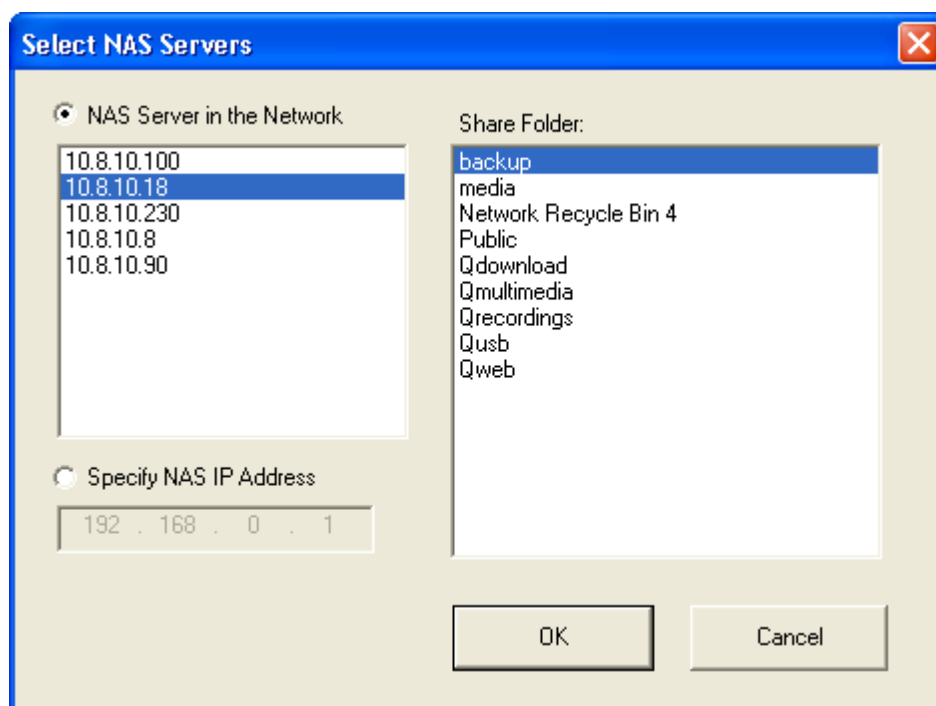 Select NAS Servers
NAS Server in the Network
10.8.10.100
10.8.10.18
10.8.10.230
10.8.10.8
10.8.10.90
Specify NAS IP Address
192 . 168 . 0 . 1
Share Folder:
backup
media
Network Recycle Bin 4
Public
Qdownload
Qmultimedia
Qrecordings
Qusb
Qweb
OK
Cancel